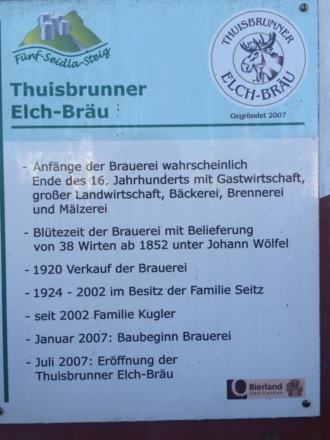 Fünf-Seidla-Steig
THUISBRUNNER
ELCH-BRÄU
Gegründet 2007
Thuisbrunner
Elch-Bräu
- Anfänge der Brauerei wahrscheinlich
Ende des 16. Jahrhunderts mit Gastwirtschaft,
großer Landwirtschaft, Bäckerei, Brennerei
und Mälzerei
- Blütezeit der Brauerei mit Belieferung
von 38 Wirten ab 1852 unter Johann Wölfel
- 1920 Verkauf der Brauerei
- 1924 - 2002 im Besitz der Familie Seitz
- seit 2002 Familie Kugler
- Januar 2007: Baubeginn Brauerei
- Juli 2007: Eröffnung der
Thuisbrunner Elch-Bräu
Bierland
Oberfranken